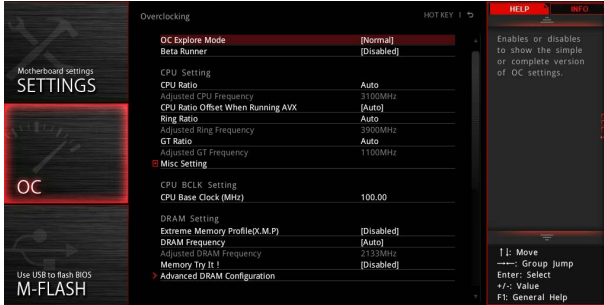 Overclocking
HOT KEY
HELP
INFO
Motherboard settings
SETTINGS
OC
Use USB to flash BIOS
M-FLASH
OC Explore Mode [Normal]
Beta Runner [Disabled]
CPU Setting
CPU Ratio Auto
Adjusted CPU Frequency 3100MHz
CPU Ratio Offset When Running AVX [Auto]
Ring Ratio Auto
Adjusted Ring Frequency 3900MHz
GT Ratio Auto
Adjusted GT Frequency 1100MHz
Misc Setting
CPU BCLK Setting
CPU Base Clock (MHz) 100.00
DRAM Setting
Extreme Memory Profile(X.M.P) [Disabled]
DRAM Frequency [Auto]
Adjusted DRAM Frequency 2133MHz
Memory Try It ! [Disabled]
Advanced DRAM Configuration
Enables or disables
to show the simple
or complete version
of OC settings.
↑↓: Move
→←: Group Jump
Enter: Select
+/-: Value
F1: General Help